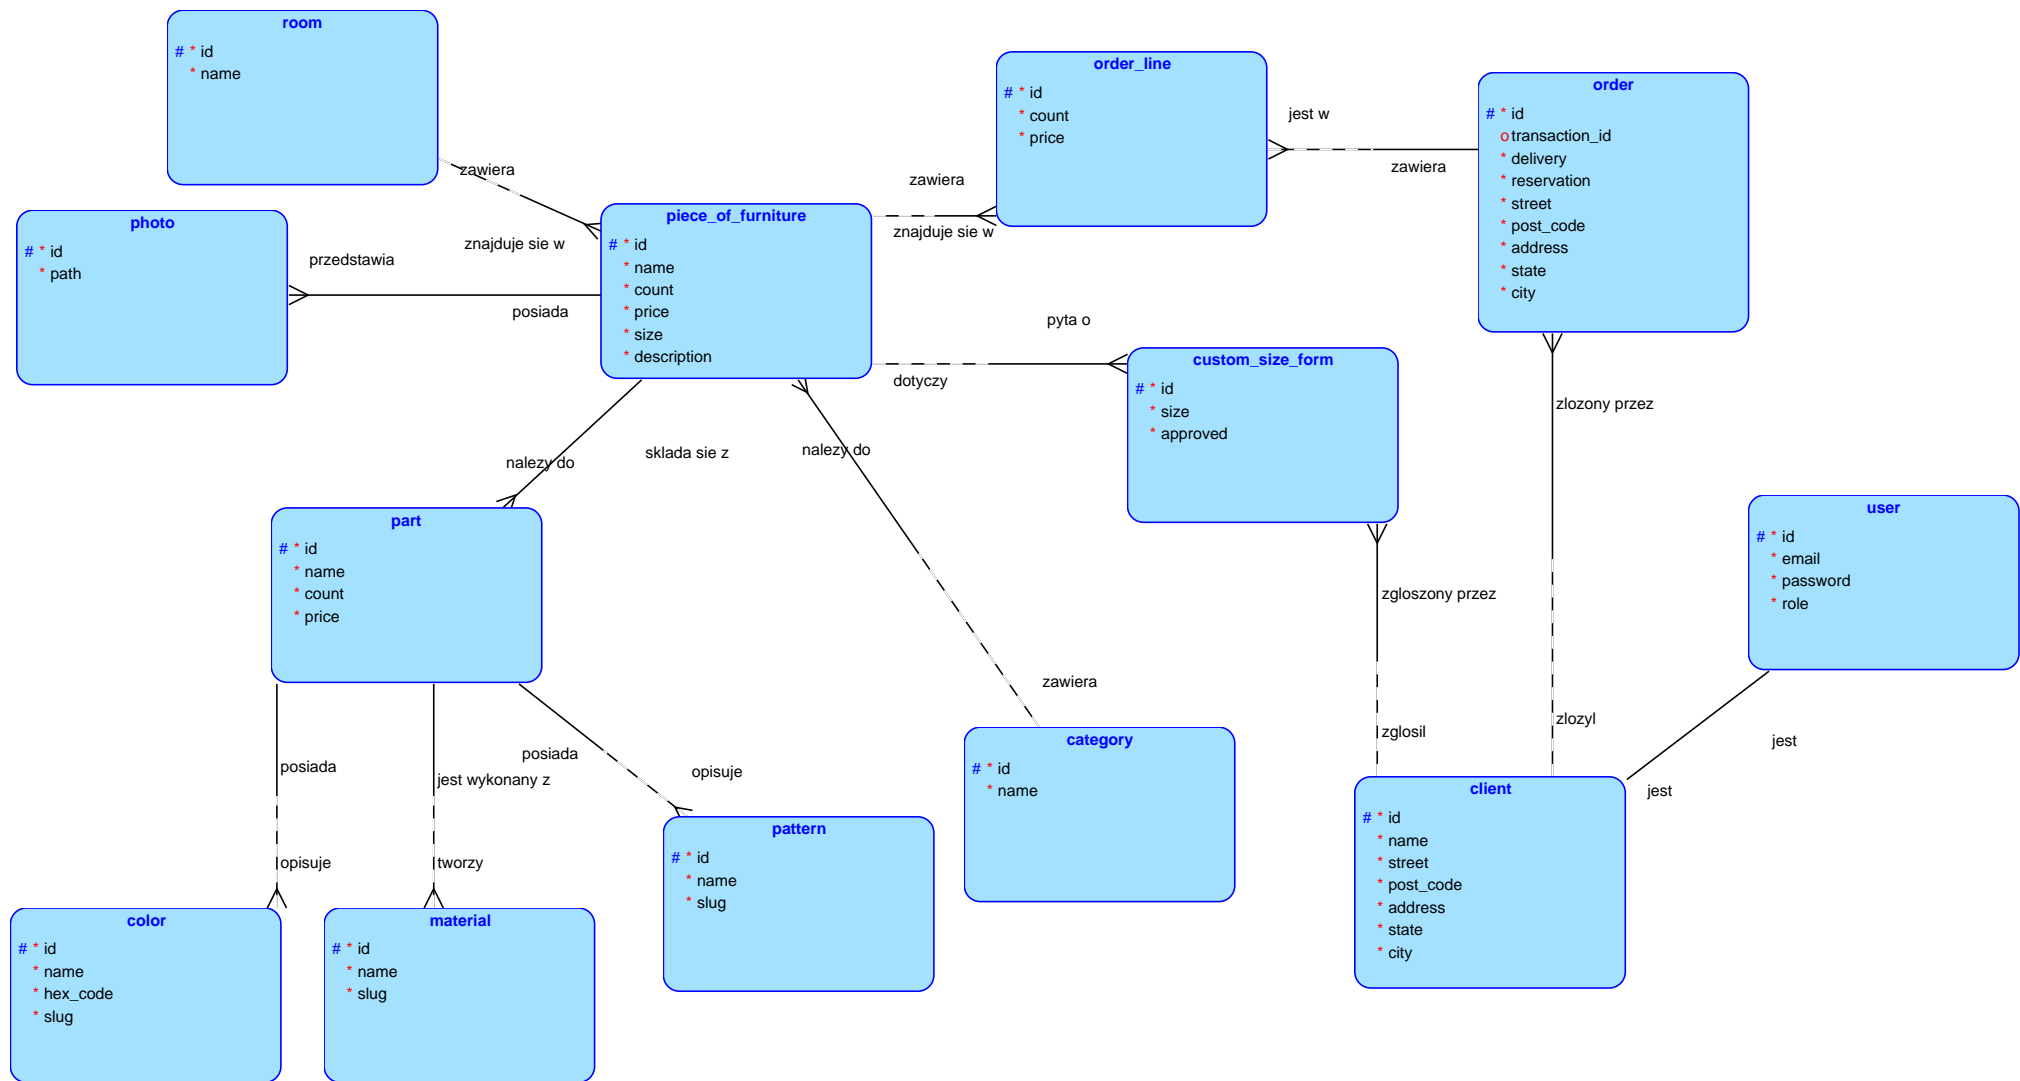 room
# * id
* name
photo
# * id
* path
piece_of_furniture
# * id
* name
* count
* price
* size
* description
order_line
# * id
* count
* price
order
# * id
o transaction_id
* delivery
* reservation
* street
* post_code
* address
* state
* city
zawiera
znajduje sie w
przedstawia
posiada
zawiera
znajduje sie w
jest w
zawiera
pyta o
dotyczy
custom_size_form
# * id
* size
* approved
zlozony przez
zlozyl
nalezy do
sklada sie z
nalezy do
zawiera
part
# * id
* name
* count
* price
user
# * id
* email
* password
* role
zgloszony przez
zglosil
jest
jest
posiada
opisuje
jest wykonany z
tworzy
posiada
opisuje
category
# * id
* name
client
# * id
* name
* street
* post_code
* address
* state
* city
pattern
# * id
* name
* slug
color
# * id
* name
* hex_code
* slug
material
# * id
* name
* slug